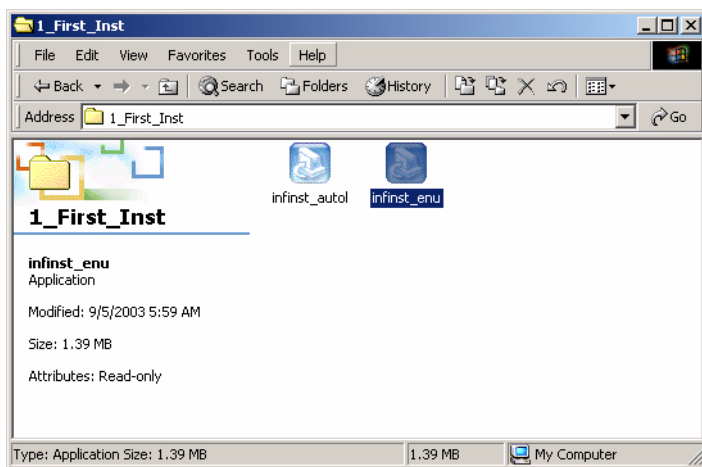 1_First_Inst
File Edit View Favorites Tools Help
Back Search Folders History
Address 1_First_Inst Go
infinst_autol infinst_enu
1_First_Inst
infinst_enu
Application
Modified: 9/5/2003 5:59 AM
Size: 1.39 MB
Attributes: Read-only
Type: Application Size: 1.39 MB 1.39 MB My Computer